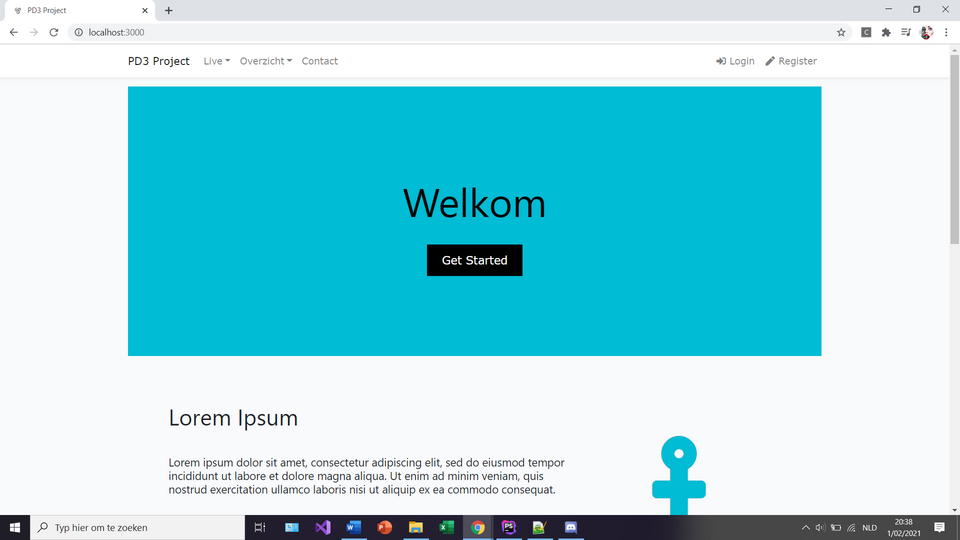 PD3 Project
localhost:3000
PD3 Project Live Overzicht Contact Login Register
Welkom
Get Started
Lorem Ipsum
Lorem ipsum dolor sit amet, consectetur adipiscing elit, sed do eiusmod tempor
incididunt ut labore et dolore magna aliqua. Ut enim ad minim veniam, quis
nostrud exercitation ullamco laboris nisi ut aliquip ex ea commodo consequat.
Typ hier om te zoeken
NLD
20:38
1/02/2021